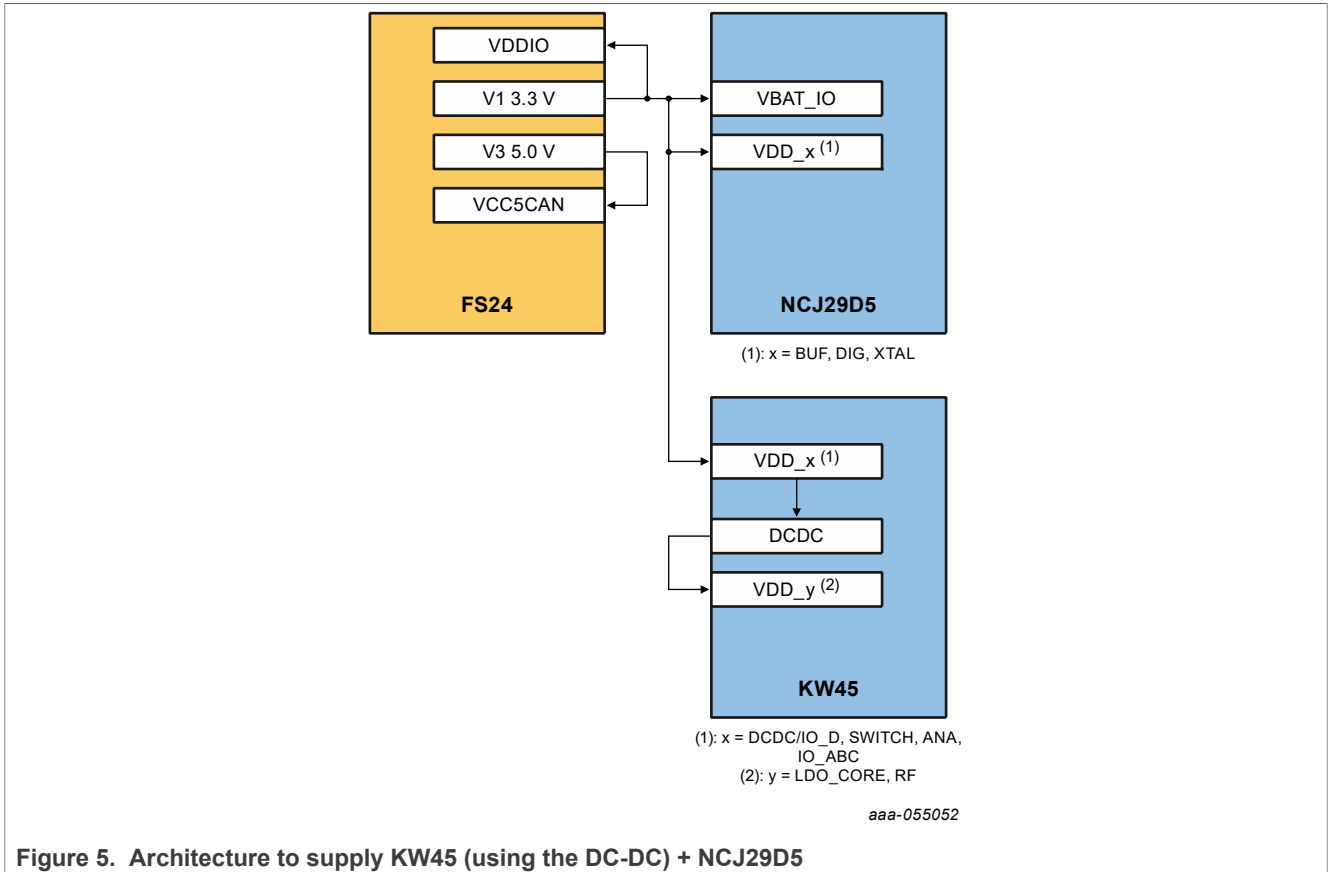 VDDIO
V1 3.3 V
V3 5.0 V
VCC5CAN
FS24
VBAT_IO
VDD_x (1)
NCJ29D5
(1): x = BUF, DIG, XTAL
VDD_x (1)
DCDC
VDD_y (2)
KW45
(1): x = DCDC/IO_D, SWITCH, ANA,
IO_ABC
(2): y = LDO_CORE, RF
aaa-055052
Figure 5. Architecture to supply KW45 (using the DC-DC) + NCJ29D5